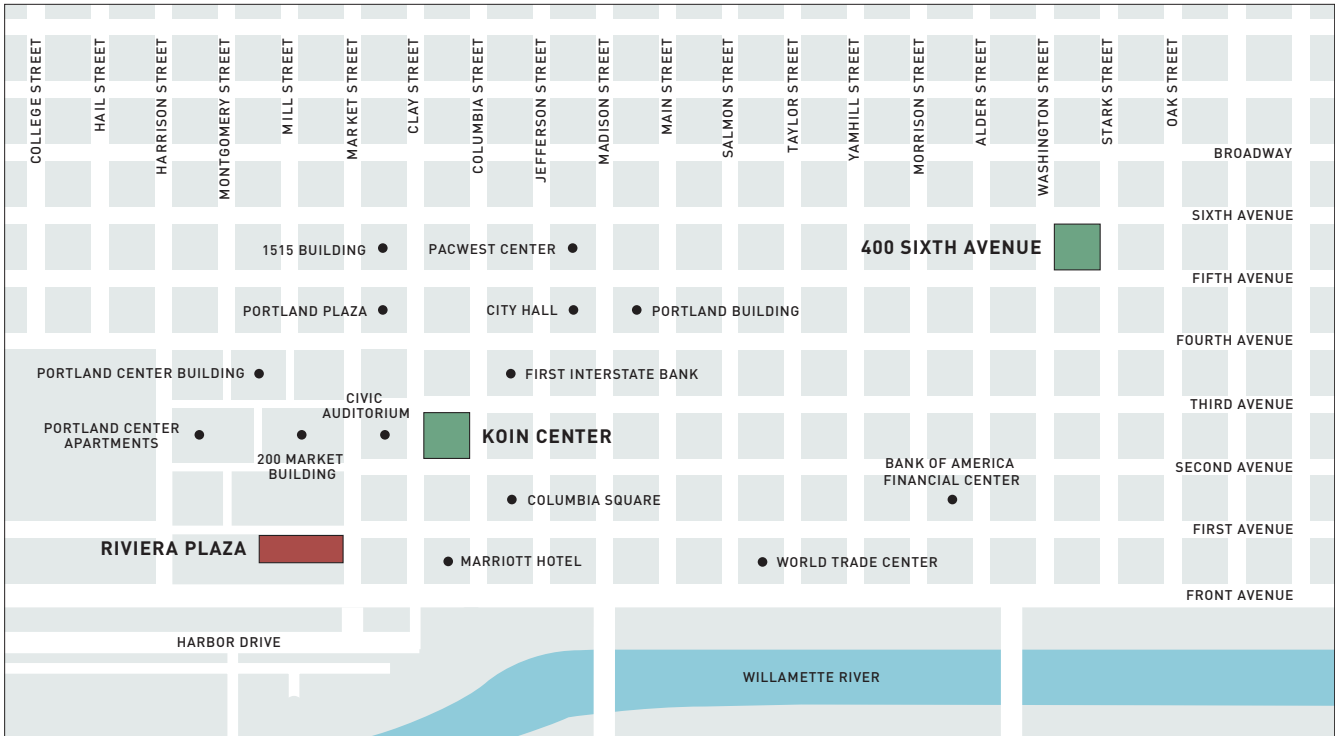 COLLEGE STREET
HAIL STREET
HARRISON STREET
MONTGOMERY STREET
MILL STREET
MARKET STREET
CLAY STREET
COLUMBIA STREET
JEFFERSON STREET
MADISON STREET
MAIN STREET
SALMON STREET
TAYLOR STREET
YAMHILL STREET
MORRISON STREET
ALDER STREET
WASHINGTON STREET
STARK STREET
OAK STREET
BROADWAY
SIXTH AVENUE
1515 BUILDING
PACWEST CENTER
400 SIXTH AVENUE
FIFTH AVENUE
PORTLAND PLAZA
CITY HALL
PORTLAND BUILDING
FOURTH AVENUE
PORTLAND CENTER BUILDING
FIRST INTERSTATE BANK
CIVIC
AUDITORIUM
THIRD AVENUE
PORTLAND CENTER
APARTMENTS
KOIN CENTER
200 MARKET
BUILDING
BANK OF AMERICA
FINANCIAL CENTER
SECOND AVENUE
COLUMBIA SQUARE
FIRST AVENUE
RIVIERA PLAZA
MARRIOTT HOTEL
WORLD TRADE CENTER
FRONT AVENUE
HARBOR DRIVE
WILLAMETTE RIVER